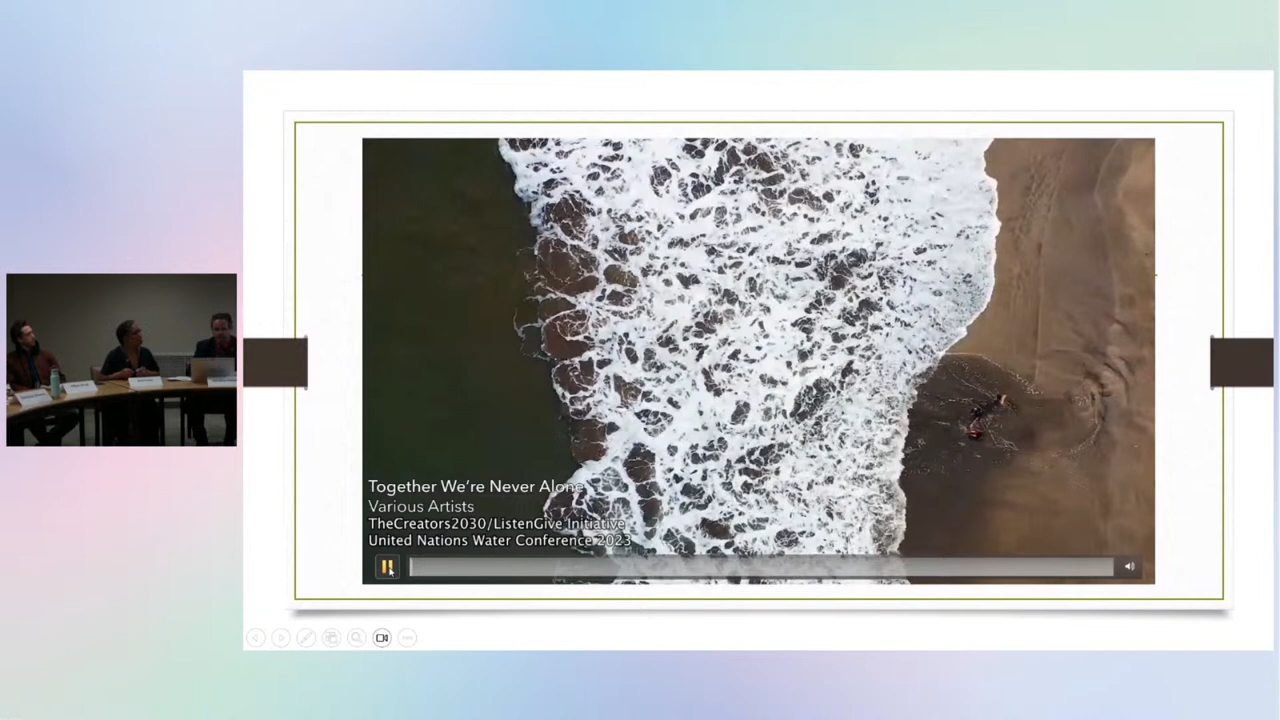 Together We're Never Alone
Various Artists
TheCreators2030/ListenGive Initiative
United Nations Water Conference 2023